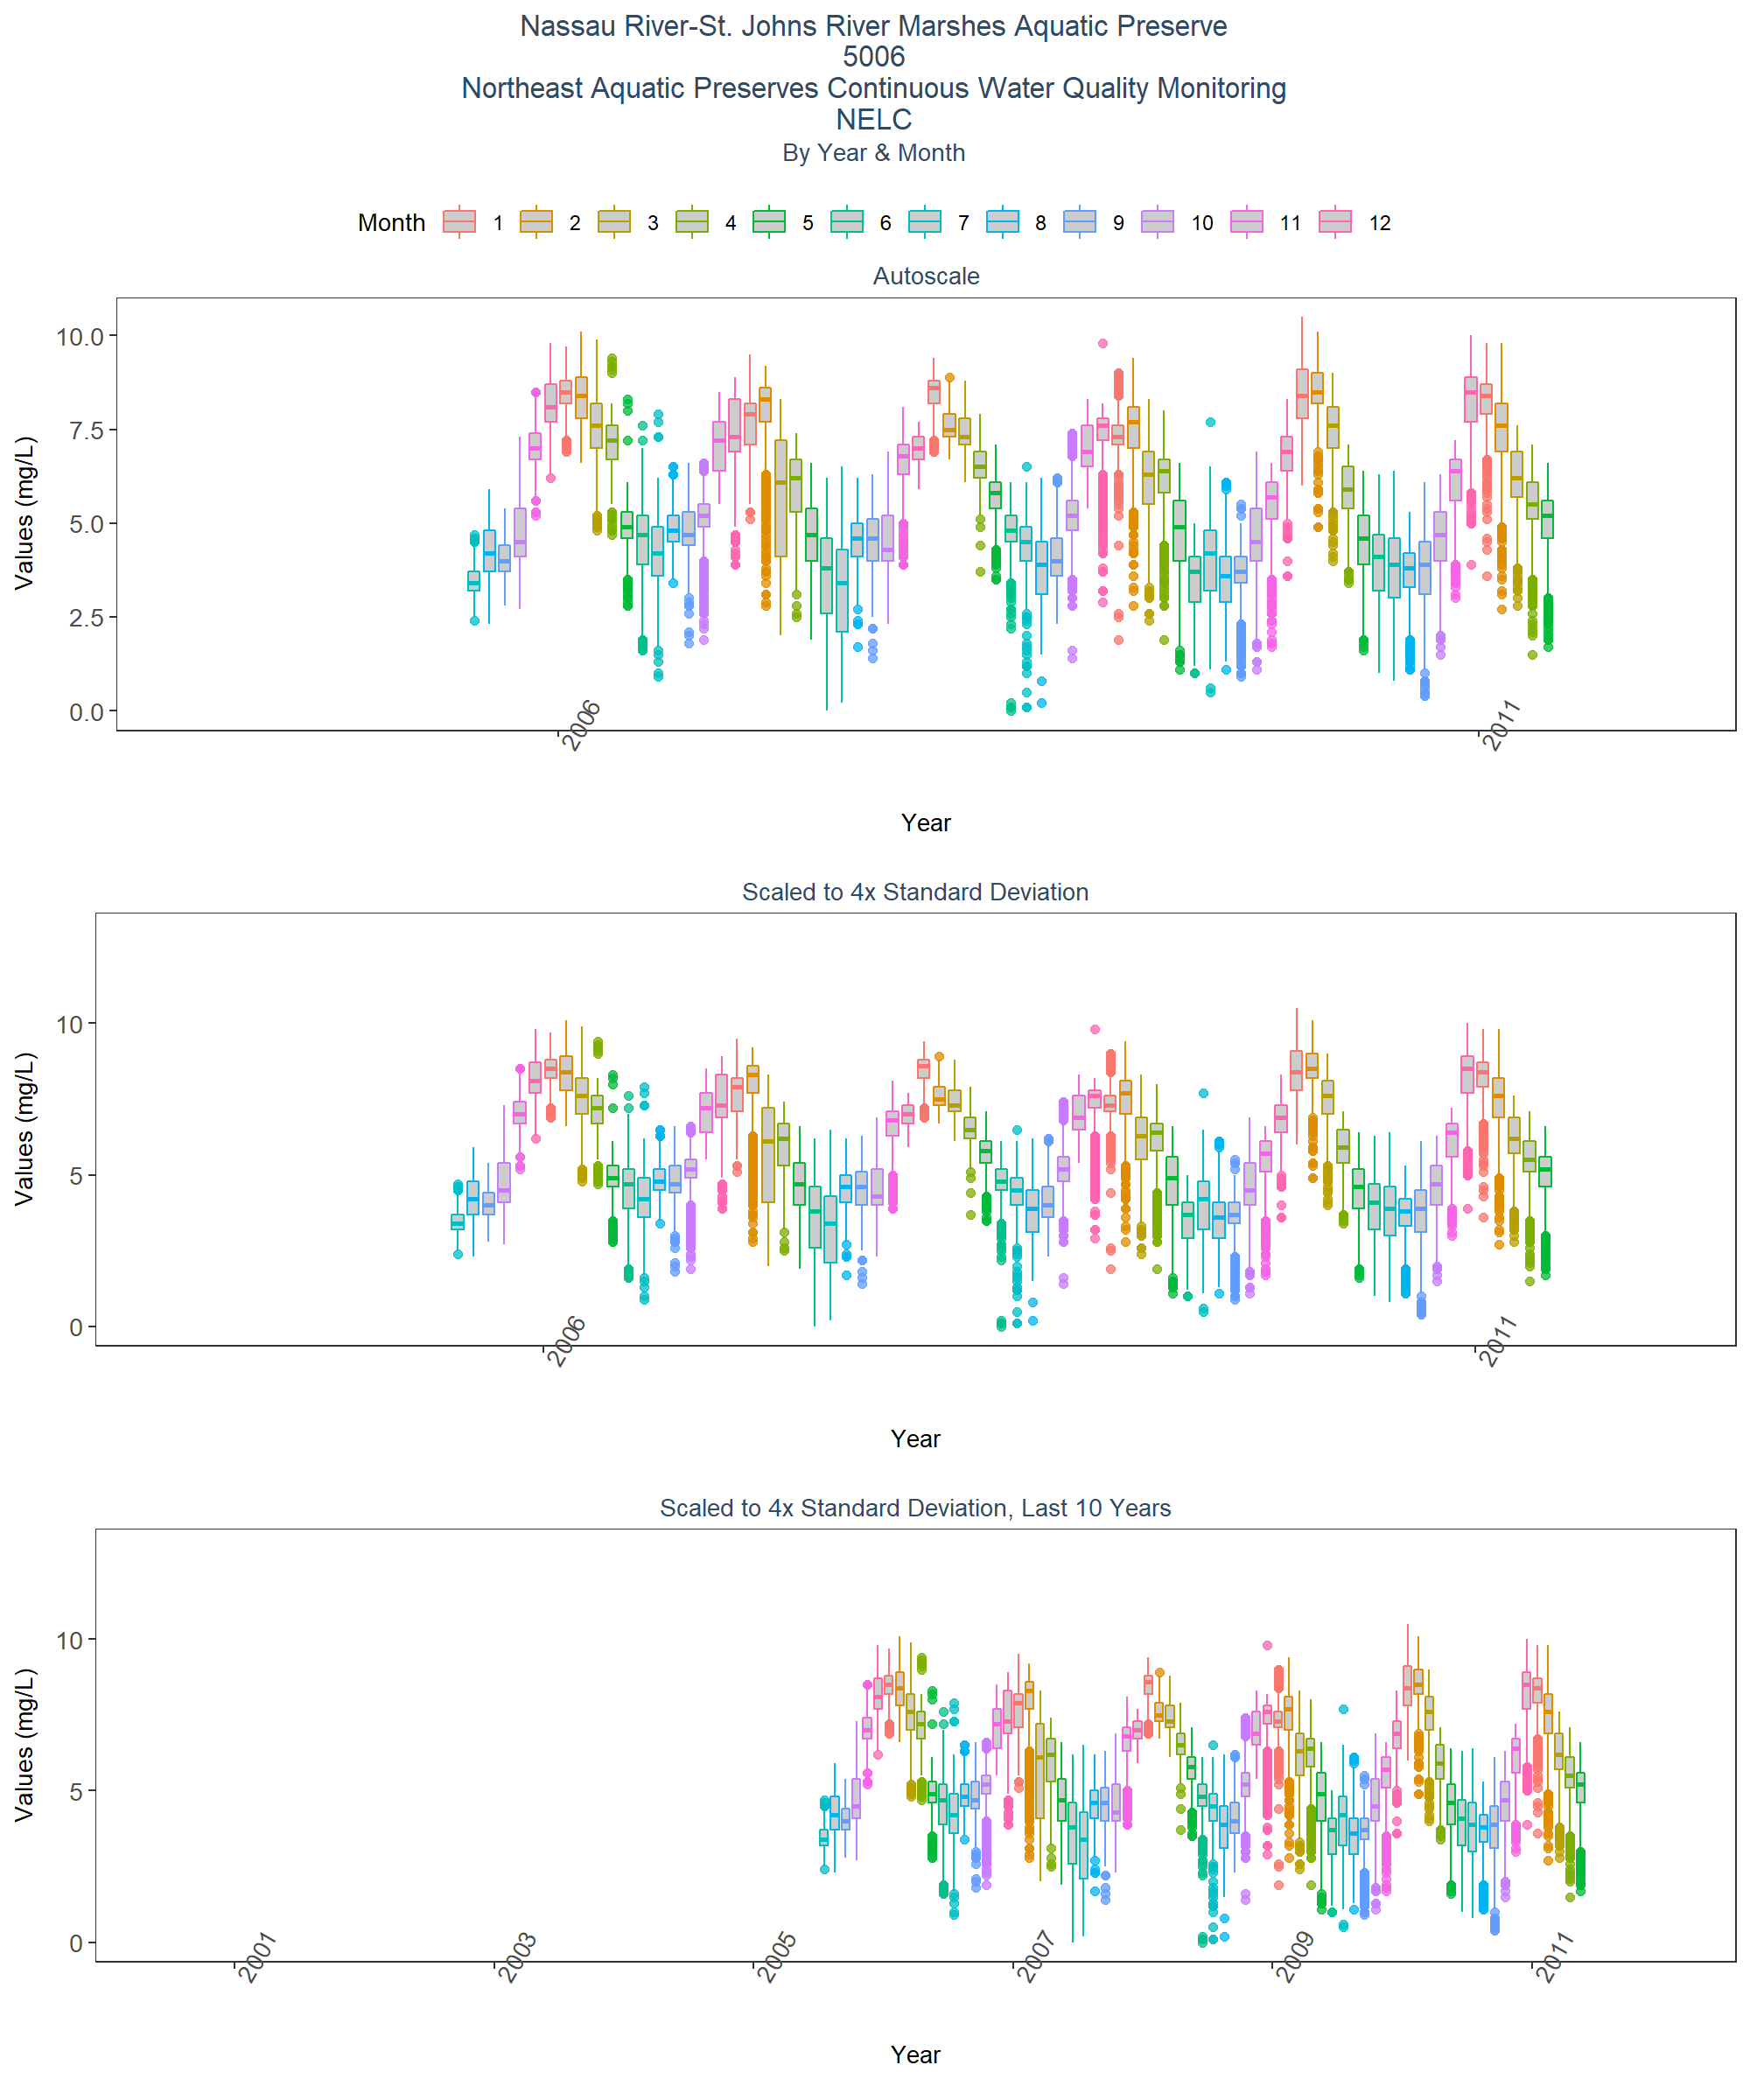 Nassau River-St. Johns River Marshes Aquatic Preserve
5006
Northeast Aquatic Preserves Continuous Water Quality Monitoring
NELC
By Year & Month
Month 1 2 3 4 5 6 7 8 9 10 11 12
Autoscale
Values (mg/L)
10.0
7.5
5.0
2.5
0.0
2006 2011
Year
Scaled to 4x Standard Deviation
Values (mg/L)
10
5
0
2006 2011
Year
Scaled to 4x Standard Deviation, Last 10 Years
Values (mg/L)
10
5
0
2001 2003 2005 2007 2009 2011
Year